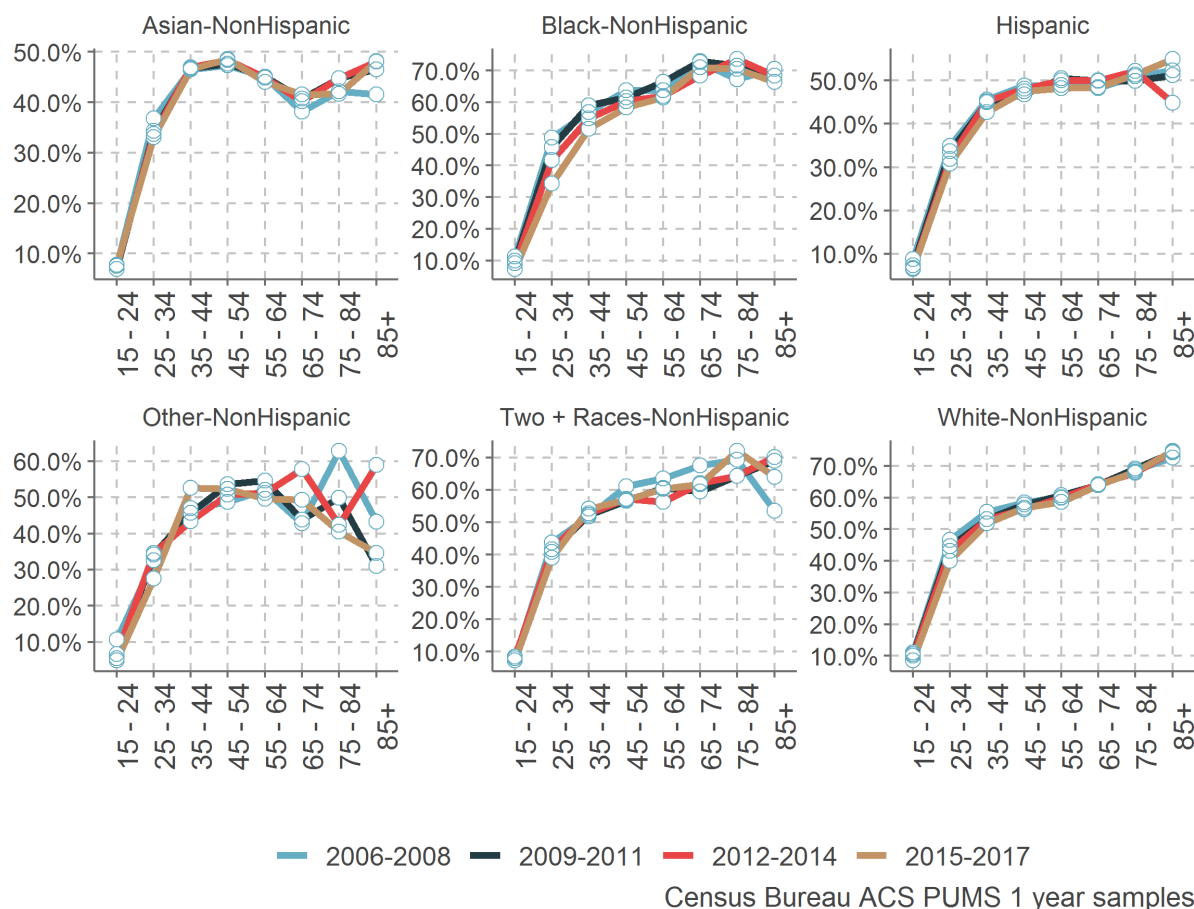 Asian-NonHispanic
50.0%
40.0%
30.0%
20.0%
10.0%
15 - 24
25 - 34
35 - 44
45 - 54
55 - 64
65 - 74
75 - 84
85+
Black-NonHispanic
70.0%
60.0%
50.0%
40.0%
30.0%
20.0%
10.0%
15 - 24
25 - 34
35 - 44
45 - 54
55 - 64
65 - 74
75 - 84
85+
Hispanic
50.0%
40.0%
30.0%
20.0%
10.0%
15 - 24
25 - 34
35 - 44
45 - 54
55 - 64
65 - 74
75 - 84
85+
Other-NonHispanic
60.0%
50.0%
40.0%
30.0%
20.0%
10.0%
15 - 24
25 - 34
35 - 44
45 - 54
55 - 64
65 - 74
75 - 84
85+
Two + Races-NonHispanic
70.0%
60.0%
50.0%
40.0%
30.0%
20.0%
10.0%
15 - 24
25 - 34
35 - 44
45 - 54
55 - 64
65 - 74
75 - 84
85+
White-NonHispanic
70.0%
60.0%
50.0%
40.0%
30.0%
20.0%
10.0%
15 - 24
25 - 34
35 - 44
45 - 54
55 - 64
65 - 74
75 - 84
85+
2006-2008 2009-2011 2012-2014 2015-2017
Census Bureau ACS PUMS 1 year samples